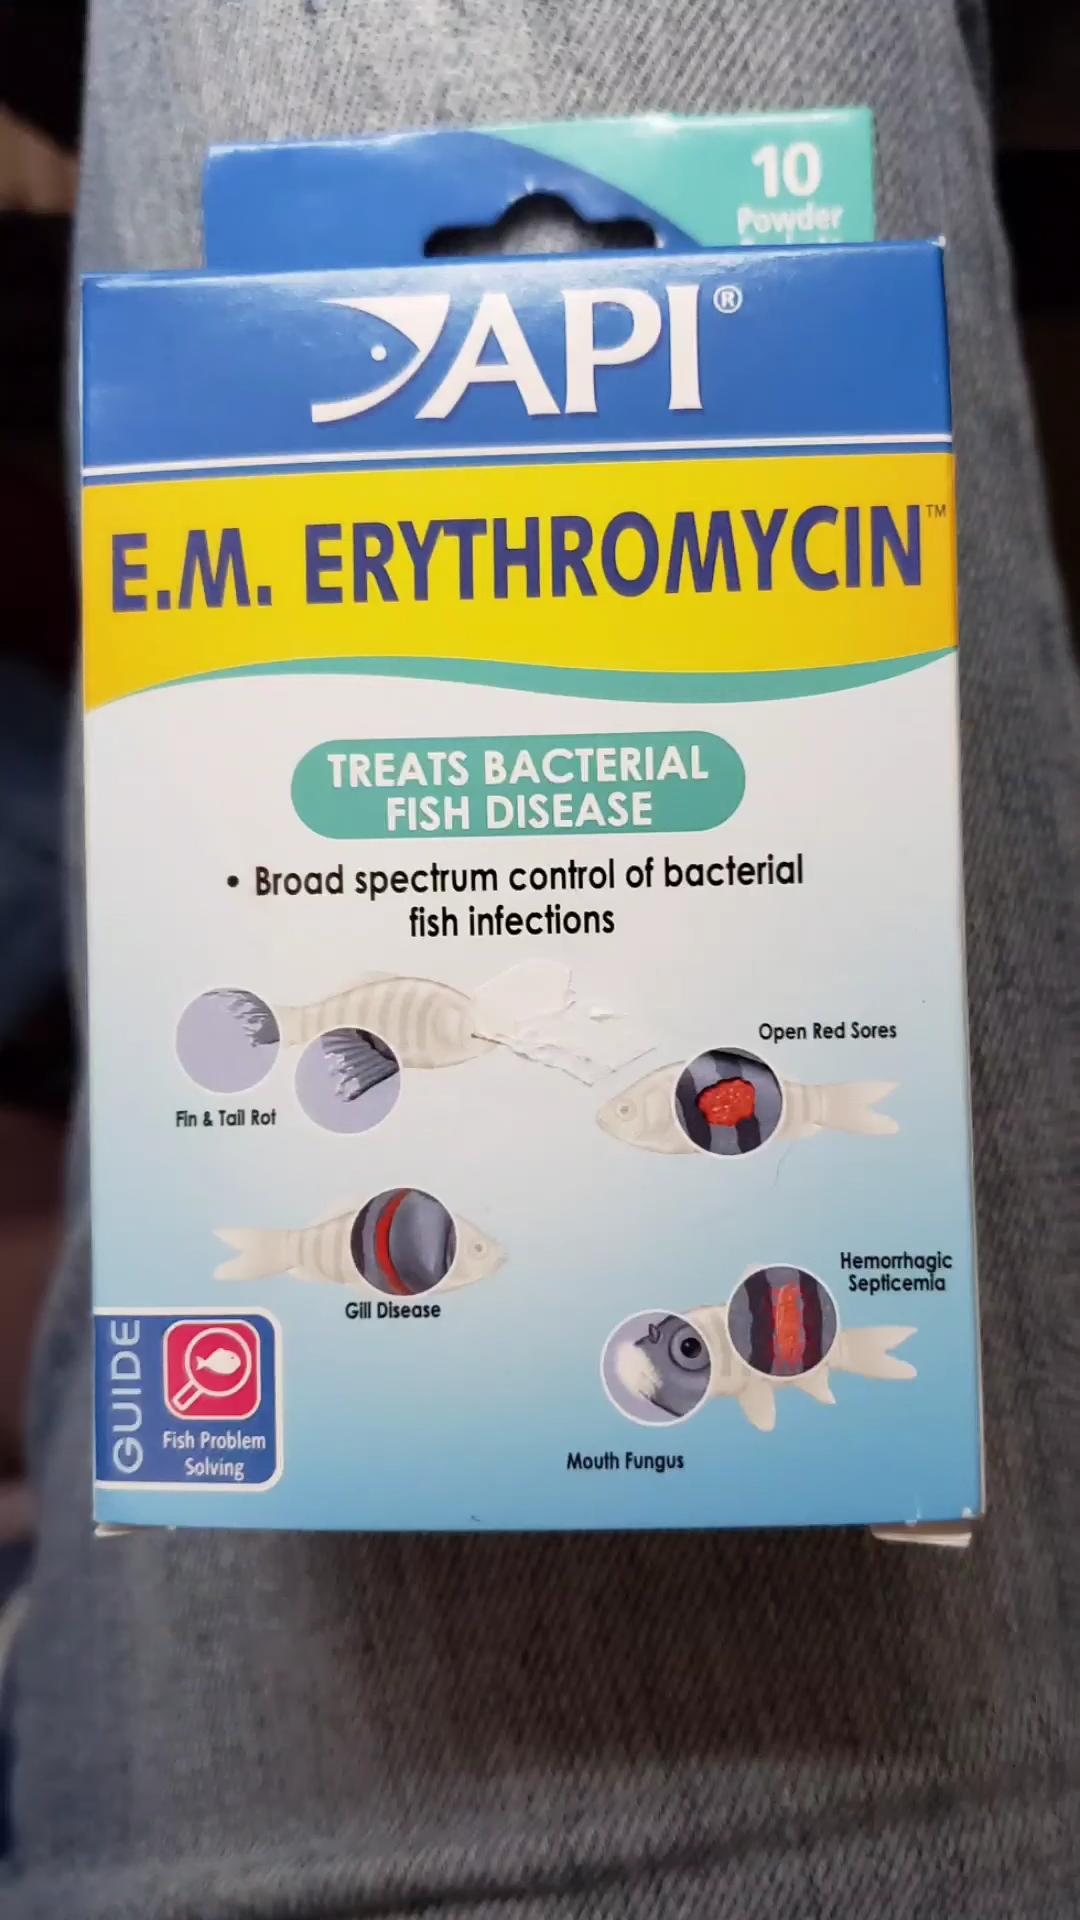 10
Powder
API®
E.M. ERYTHROMYCIN™
TREATS BACTERIAL
FISH DISEASE
• Broad spectrum control of bacterial
fish infections
Open Red Sores
Fin & Tail Rot
Gill Disease
Hemorrhagic
Septicemia
Mouth Fungus
GUIDE
Fish Problem
Solving